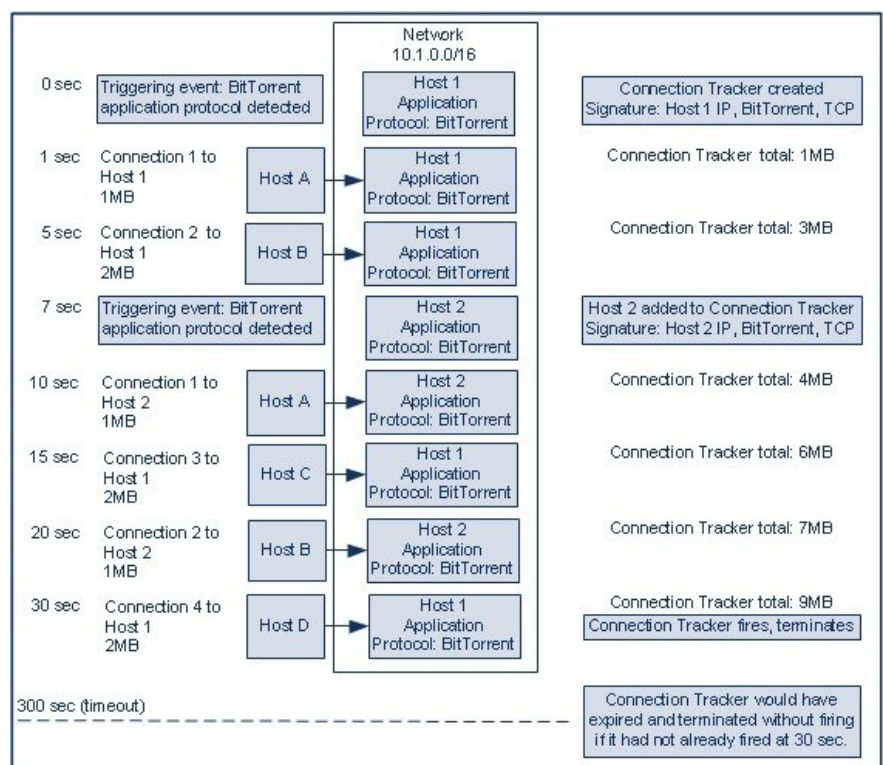 Network
10.1.0.0/16
0 sec
Triggering event: BitTorrent
application protocol detected
Host 1
Application
Protocol: BitTorrent
Connection Tracker created
Signature: Host 1 IP, BitTorrent, TCP
1 sec
Connection 1 to
Host 1
1MB
Host A
Host 1
Application
Protocol: BitTorrent
Connection Tracker total: 1MB
5 sec
Connection 2 to
Host 1
2MB
Host B
Host 1
Application
Protocol: BitTorrent
Connection Tracker total: 3MB
7 sec
Triggering event: BitTorrent
application protocol detected
Host 2
Application
Protocol: BitTorrent
Host 2 added to Connection Tracker
Signature: Host 2 IP, BitTorrent, TCP
10 sec
Connection 1 to
Host 2
1MB
Host A
Host 2
Application
Protocol: BitTorrent
Connection Tracker total: 4MB
15 sec
Connection 3 to
Host 1
2MB
Host C
Host 1
Application
Protocol: BitTorrent
Connection Tracker total: 6MB
20 sec
Connection 2 to
Host 2
1MB
Host B
Host 2
Application
Protocol: BitTorrent
Connection Tracker total: 7MB
30 sec
Connection 4 to
Host 1
2MB
Host D
Host 1
Application
Protocol: BitTorrent
Connection Tracker total: 9MB
Connection Tracker fires, terminates
300 sec (timeout)
Connection Tracker would have
expired and terminated without firing
if it had not already fired at 30 sec.